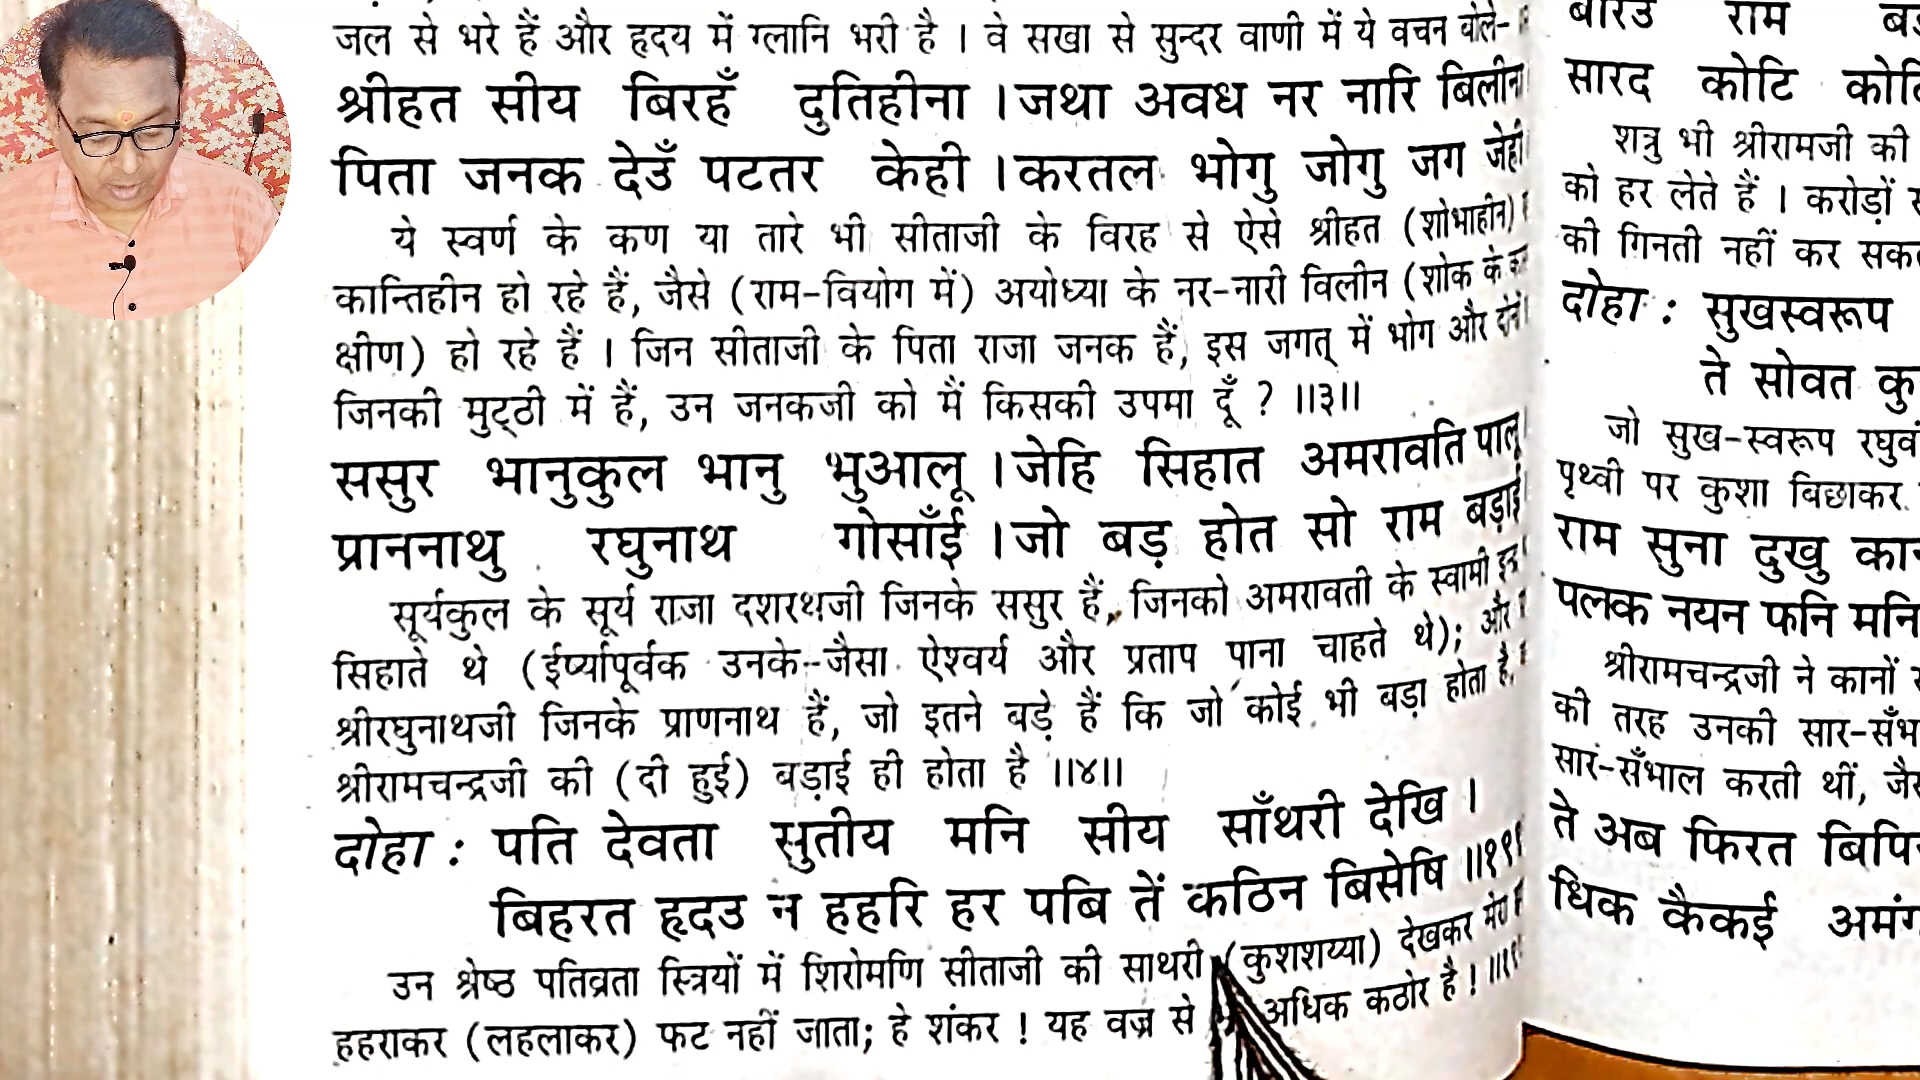 जल से भरे हैं और हृदय में ग्लानि भरी है । वे सखा से सुन्दर वाणी में ये वचन बोले-
श्रीहत सीय बिरहँ दुतिहीना । जथा अवध नर नारि बिलीना
पिता जनक देउँ पटतर केही । करतल भोगु जोगु जग जेही
ये स्वर्ण के कण या तारे भी सीताजी के विरह से ऐसे श्रीहत (शोभाहीन)
कान्तिहीन हो रहे हैं, जैसे (राम-वियोग में) अयोध्या के नर-नारी विलीन (शोक के
क्षीण) हो रहे हैं । जिन सीताजी के पिता राजा जनक हैं, इस जगत् में भोग और
जिनकी मुट्ठी में हैं, उन जनकजी को मैं किसकी उपमा दूँ ? ॥३॥
ससुर भानुकुल भानु भुआलू । जेहि सिहात अमरावति पालू
प्राननाथु रघुनाथ गोसाँई । जो बड़ होत सो राम बड़ाई
सूर्यकुल के सूर्य राजा दशरथजी जिनके ससुर हैं, जिनको अमरावती के स्वामी
सिहाते थे (ईर्ष्यापूर्वक उनके-जैसा ऐश्वर्य और प्रताप पाना चाहते थे); और
श्रीरघुनाथजी जिनके प्राणनाथ हैं, जो इतने बड़े हैं कि जो कोई भी बड़ा होता है,
श्रीरामचन्द्रजी की (दी हुई) बड़ाई ही होता है ॥४॥
दोहा : पति देवता सुतीय मनि सीय साँथरी देखि ।
बिहरत हृदउ न हहरि हर पबि तें कठिन बिसेषि ॥१९९
उन श्रेष्ठ पतिव्रता स्त्रियों में शिरोमणि सीताजी की साथरी (कुशशय्या) देखकर मेरा
हहराकर (लहलाकर) फट नहीं जाता; हे शंकर ! यह वज्र से अधिक कठोर है !
बारउ राम
सारद कोटि
शत्रु भी श्रीरामजी की
को हर लेते हैं । करोड़ों
की गिनती नहीं कर
दोहा : सुखस्वरूप
ते सोवत
जो सुख-स्वरूप
पृथ्वी पर कुशा बिछाकर
राम सुना दुखु
पलक नयन फनि मनि
श्रीरामचन्द्रजी ने कानों
की तरह उनकी
सार-सँभाल करती थीं,
ते अब फिरत
धिक कैकई